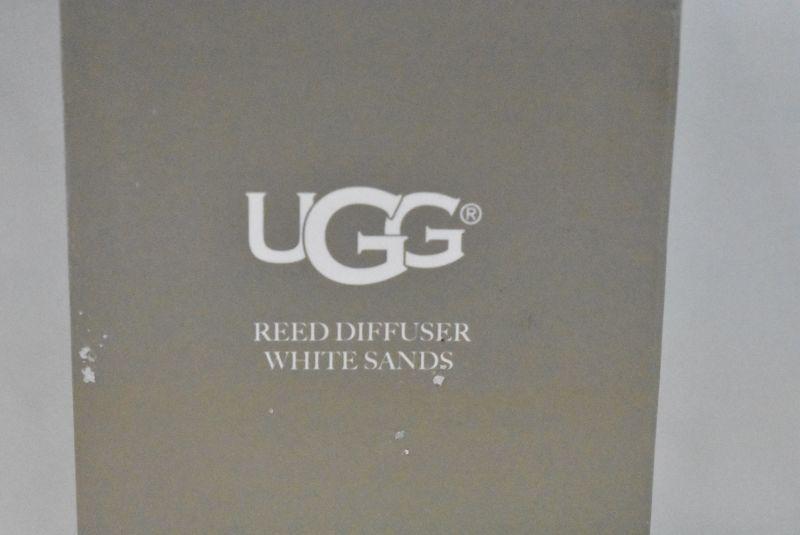 UGG®
REED DIFFUSER
WHITE SANDS